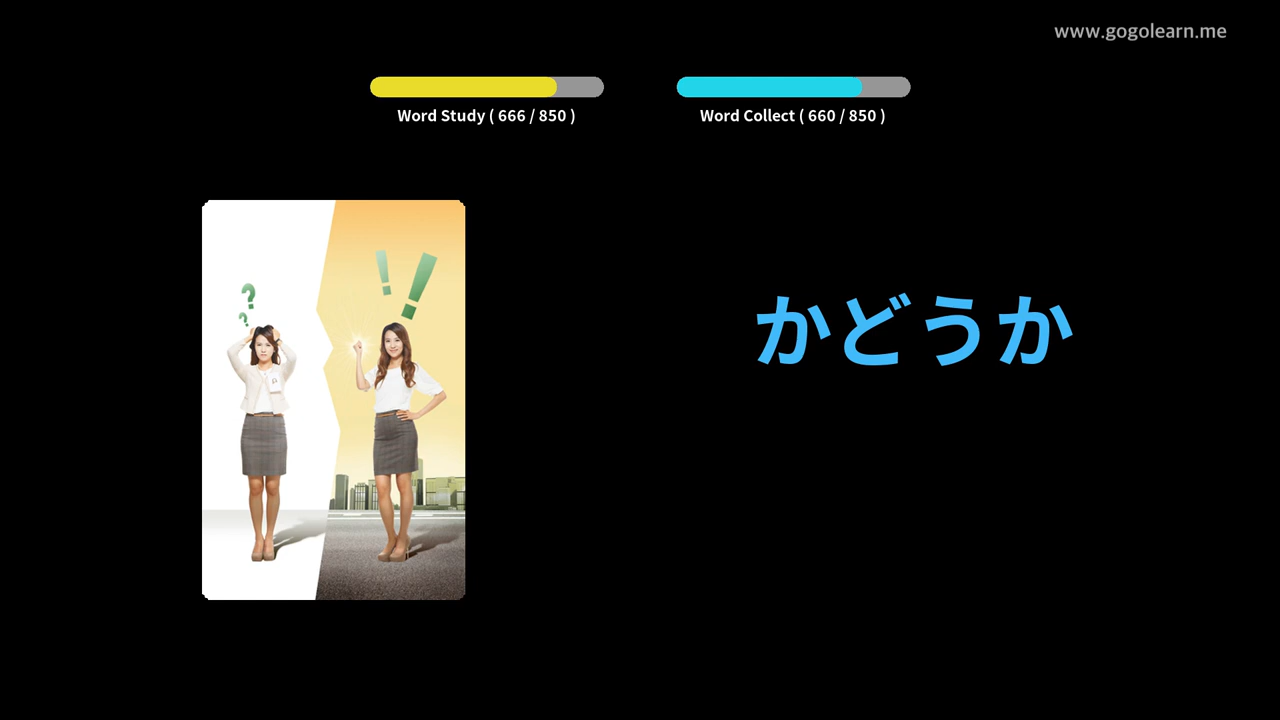 www.gogolearn.me
Word Study ( 666 / 850 )
Word Collect ( 660 / 850 )
? ?
! !
かどうか